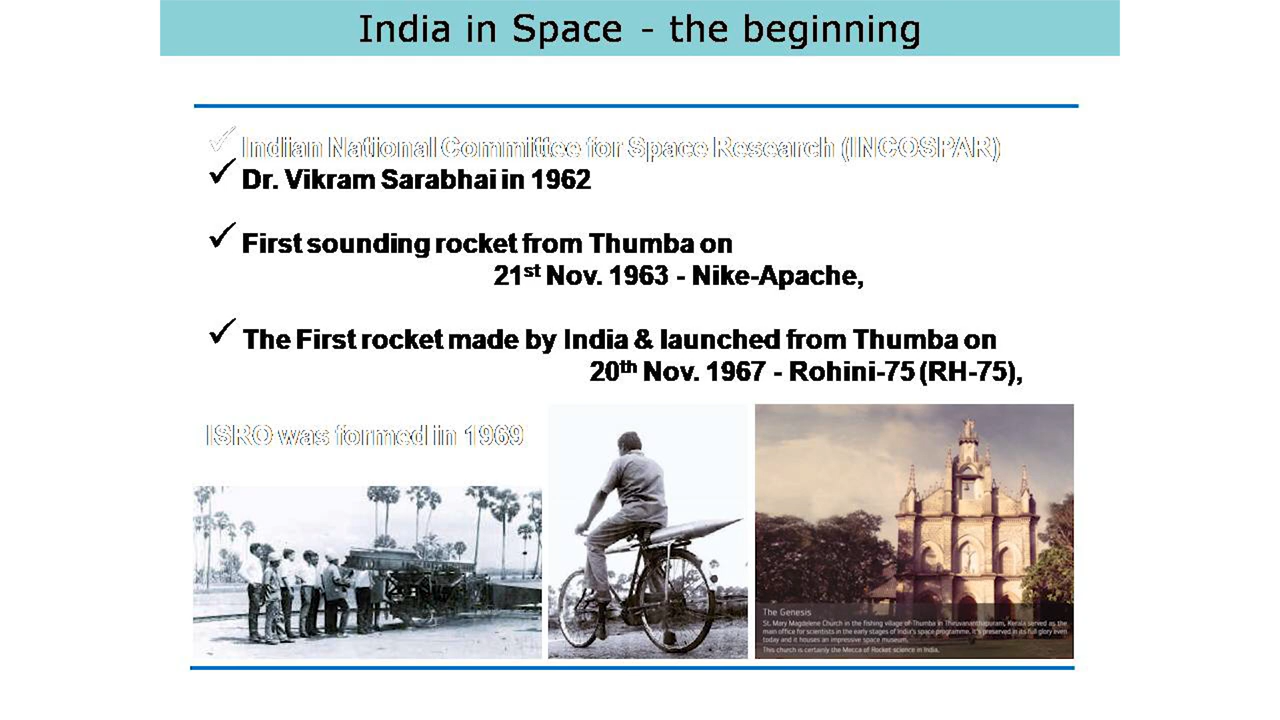 India in Space - the beginning
✓ Indian National Committee for Space Research (INCOSPAR)
✓ Dr. Vikram Sarabhai in 1962
✓ First sounding rocket from Thumba on
21st Nov. 1963 - Nike-Apache,
✓ The First rocket made by India & launched from Thumba on
20th Nov. 1967 - Rohini-75 (RH-75),
ISRO was formed in 1969
The Genesis
St. Mary Magdelene Church in the fishing village of Thumba in Thiruvananthapuram, Kerala served as the
main office for scientists in the early stages of India's space programme. It's preserved in its full glory even
today and it houses an impressive space museum.
This church is certainly the Mecca of Rocket science in India.